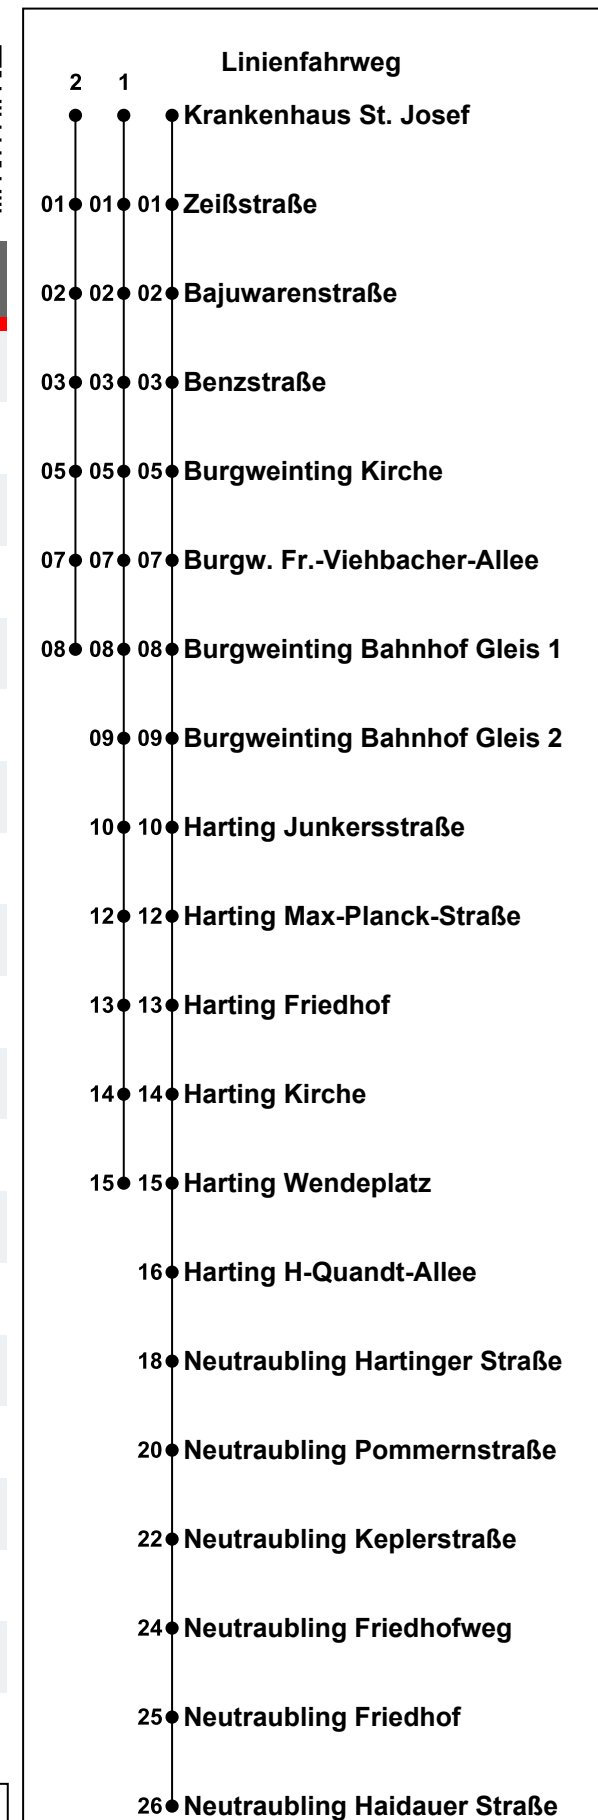 Linienfahrweg
2 1
Krankenhaus St. Josef
01 01 01 Zeißstraße
02 02 02 Bajuwarenstraße
03 03 03 Benzstraße
05 05 05 Burgweinting Kirche
07 07 07 Burgw. Fr.-Viehbacher-Allee
08 08 08 Burgweinting Bahnhof Gleis 1
09 09 Burgweinting Bahnhof Gleis 2
10 10 Harting Junkersstraße
12 12 Harting Max-Planck-Straße
13 13 Harting Friedhof
14 14 Harting Kirche
15 15 Harting Wendeplatz
16 Harting H-Quandt-Allee
18 Neutraubling Hartinger Straße
20 Neutraubling Pommernstraße
22 Neutraubling Keplerstraße
24 Neutraubling Friedhofweg
25 Neutraubling Friedhof
26 Neutraubling Haidauer Straße